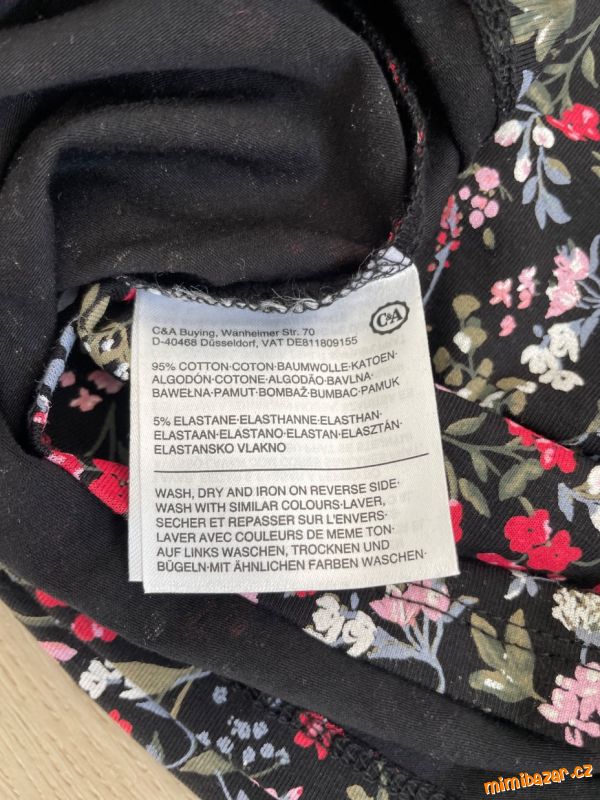 C&A Buying, Wanheimer Str. 70
D-40468 Düsseldorf, VAT DE811809155
C&A
95% COTTON·COTON·BAUMWOLLE·KATOEN·
ALGODÓN·COTONE·ALGODÃO·BAVLNA·
BAWEŁNA·PAMUT·BOMBAŽ·BUMBAC·PAMUK
5% ELASTANE·ELASTHANNE·ELASTHAN·
ELASTAAN·ELASTANO·ELASTAN·ELASZTÁN·
ELASTANSKO VLAKNO
WASH, DRY AND IRON ON REVERSE SIDE·
WASH WITH SIMILAR COLOURS·LAVER,
SECHER ET REPASSER SUR L'ENVERS·
LAVER AVEC COULEURS DE MEME TON·
AUF LINKS WASCHEN, TROCKNEN UND
BÜGELN·MIT ÄHNLICHEN FARBEN WASCHEN·
mimibazar.cz